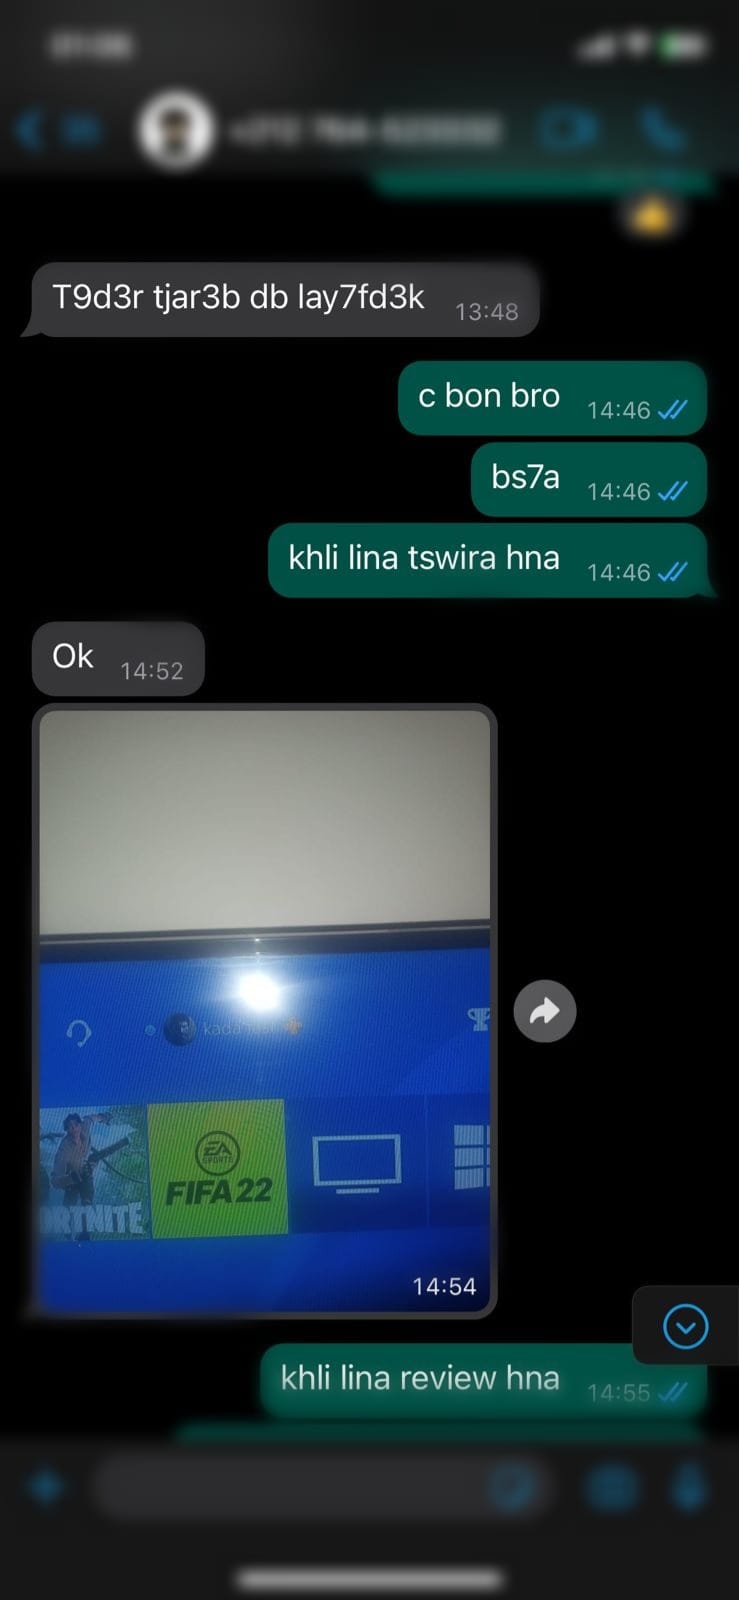 T9d3r tjar3b db lay7fd3k 13:48
c bon bro 14:46
bs7a 14:46
khli lina tswira hna 14:46
Ok 14:52
EA
SPORTS
RTNITE
FIFA 22
14:54
khli lina review hna 14:55